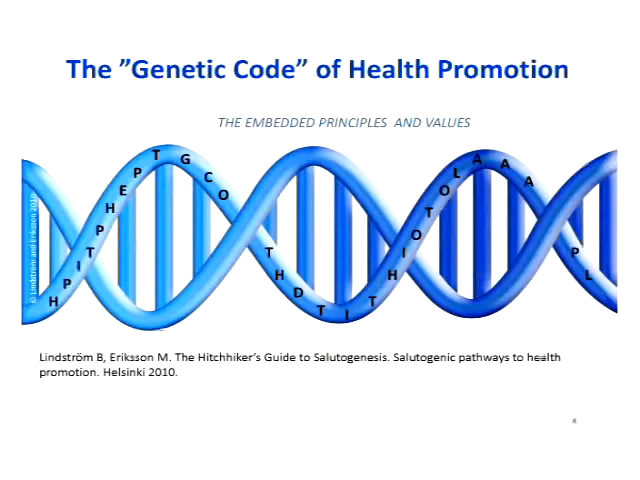 The ”Genetic Code” of Health Promotion
THE EMBEDDED PRINCIPLES AND VALUES
H P I T P H E P T G C O T H D T I T H I O T O L A A A P L
© Lindström and Eriksson 2010
Lindström B, Eriksson M. The Hitchhiker’s Guide to Salutogenesis. Salutogenic pathways to health
promotion. Helsinki 2010.
8